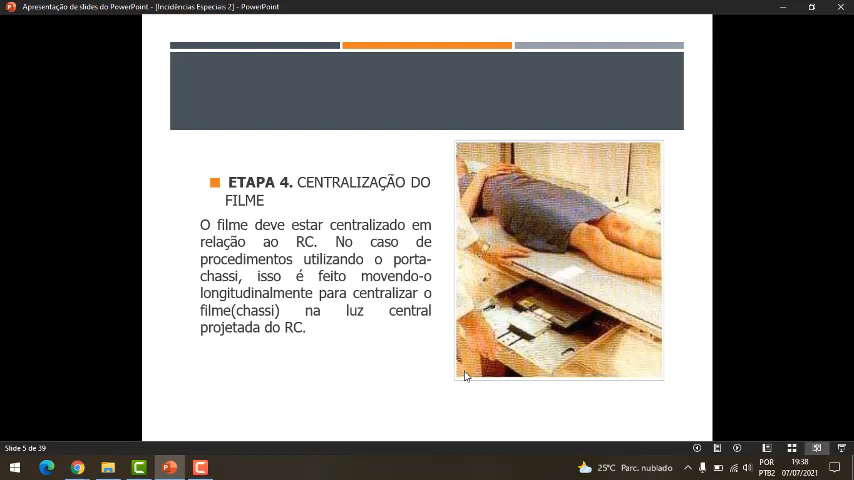 Apresentação de slides do PowerPoint - [Incidências Especiais 2] - PowerPoint
ETAPA 4. CENTRALIZAÇÃO DO
FILME
O filme deve estar centralizado em
relação ao RC. No caso de
procedimentos utilizando o porta-
chassi, isso é feito movendo-o
longitudinalmente para centralizar o
filme(chassi) na luz central
projetada do RC.
Slide 5 de 39
25°C Parc. nublado
POR
PTB2
19:38
07/07/2021